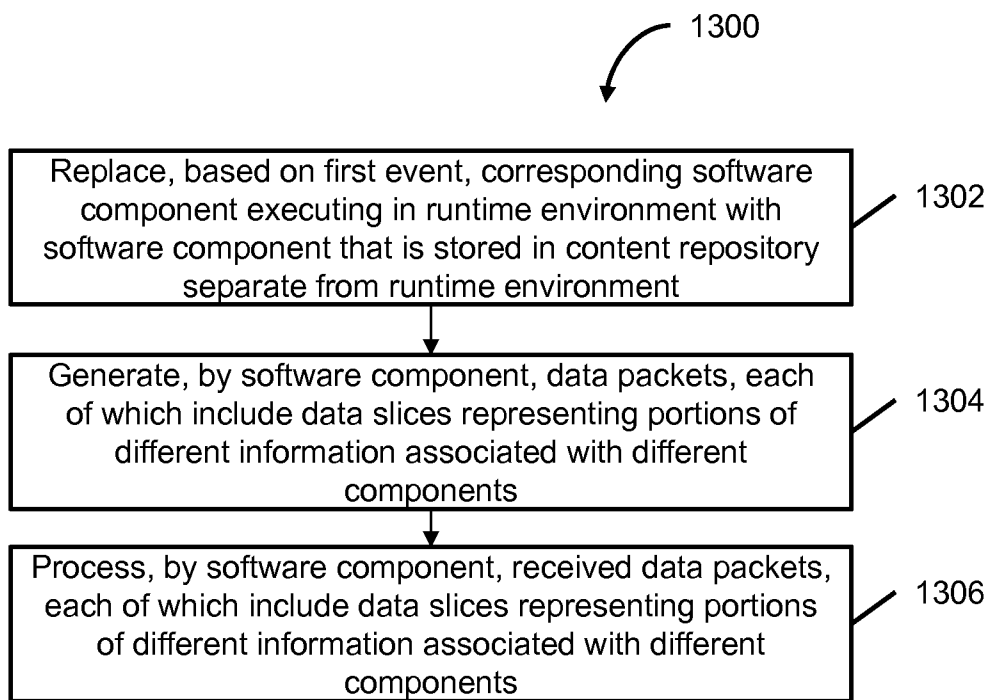 1300
Replace, based on first event, corresponding software
component executing in runtime environment with
software component that is stored in content repository
separate from runtime environment
1302
Generate, by software component, data packets, each
of which include data slices representing portions of
different information associated with different
components
1304
Process, by software component, received data packets,
each of which include data slices representing portions
of different information associated with different
components
1306